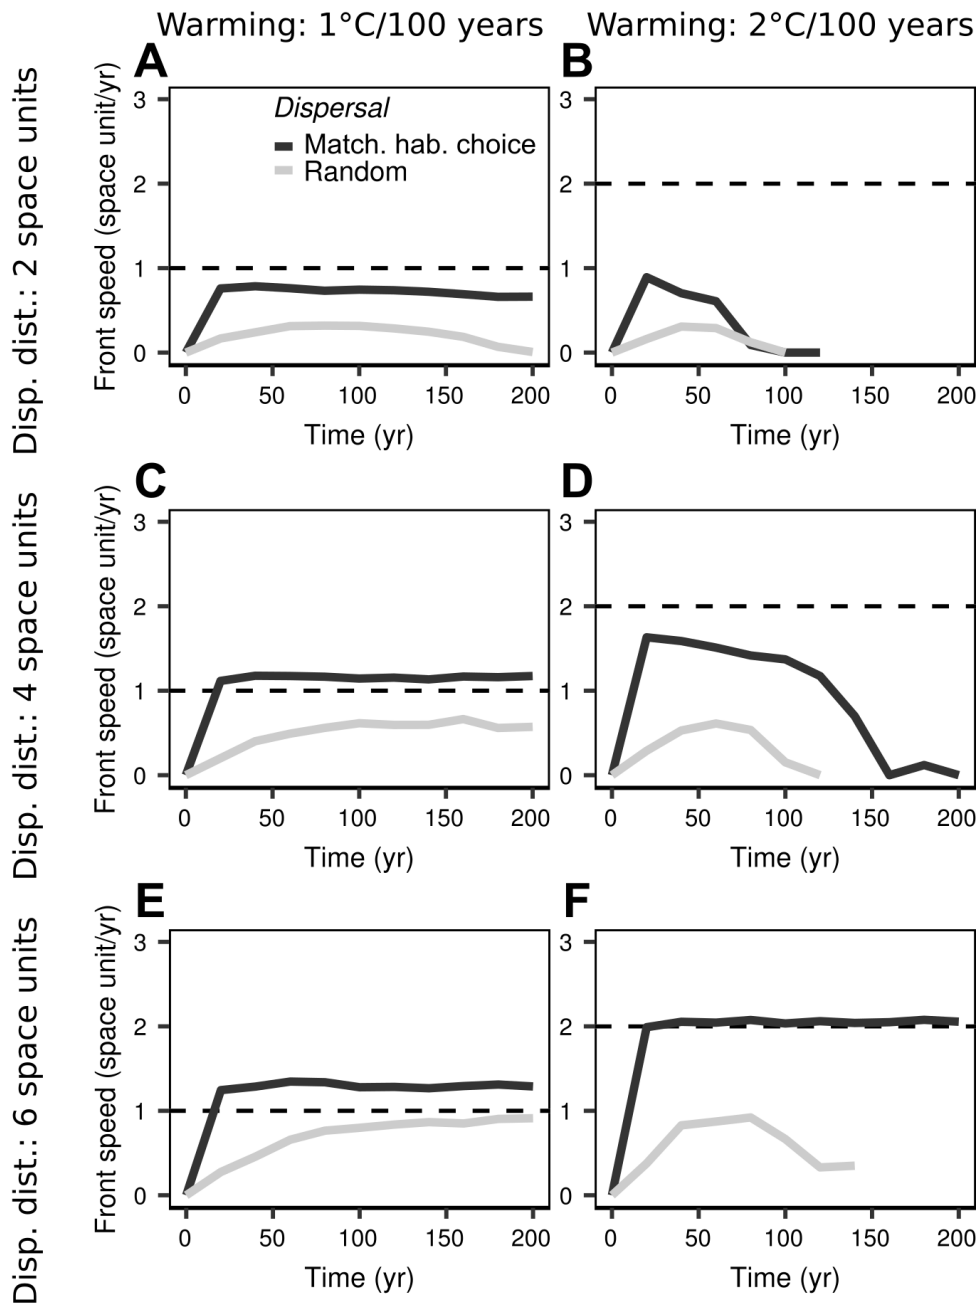 Warming: 1°C/100 years
Warming: 2°C/100 years
Disp. dist.: 2 space units
A
Front speed (space unit/yr)
3
2
1
0
Dispersal
Match. hab. choice
Random
0 50 100 150 200
Time (yr)
B
3
2
1
0
0 50 100 150 200
Time (yr)
Disp. dist.: 4 space units
C
Front speed (space unit/yr)
3
2
1
0
0 50 100 150 200
Time (yr)
D
3
2
1
0
0 50 100 150 200
Time (yr)
Disp. dist.: 6 space units
E
Front speed (space unit/yr)
3
2
1
0
0 50 100 150 200
Time (yr)
F
3
2
1
0
0 50 100 150 200
Time (yr)